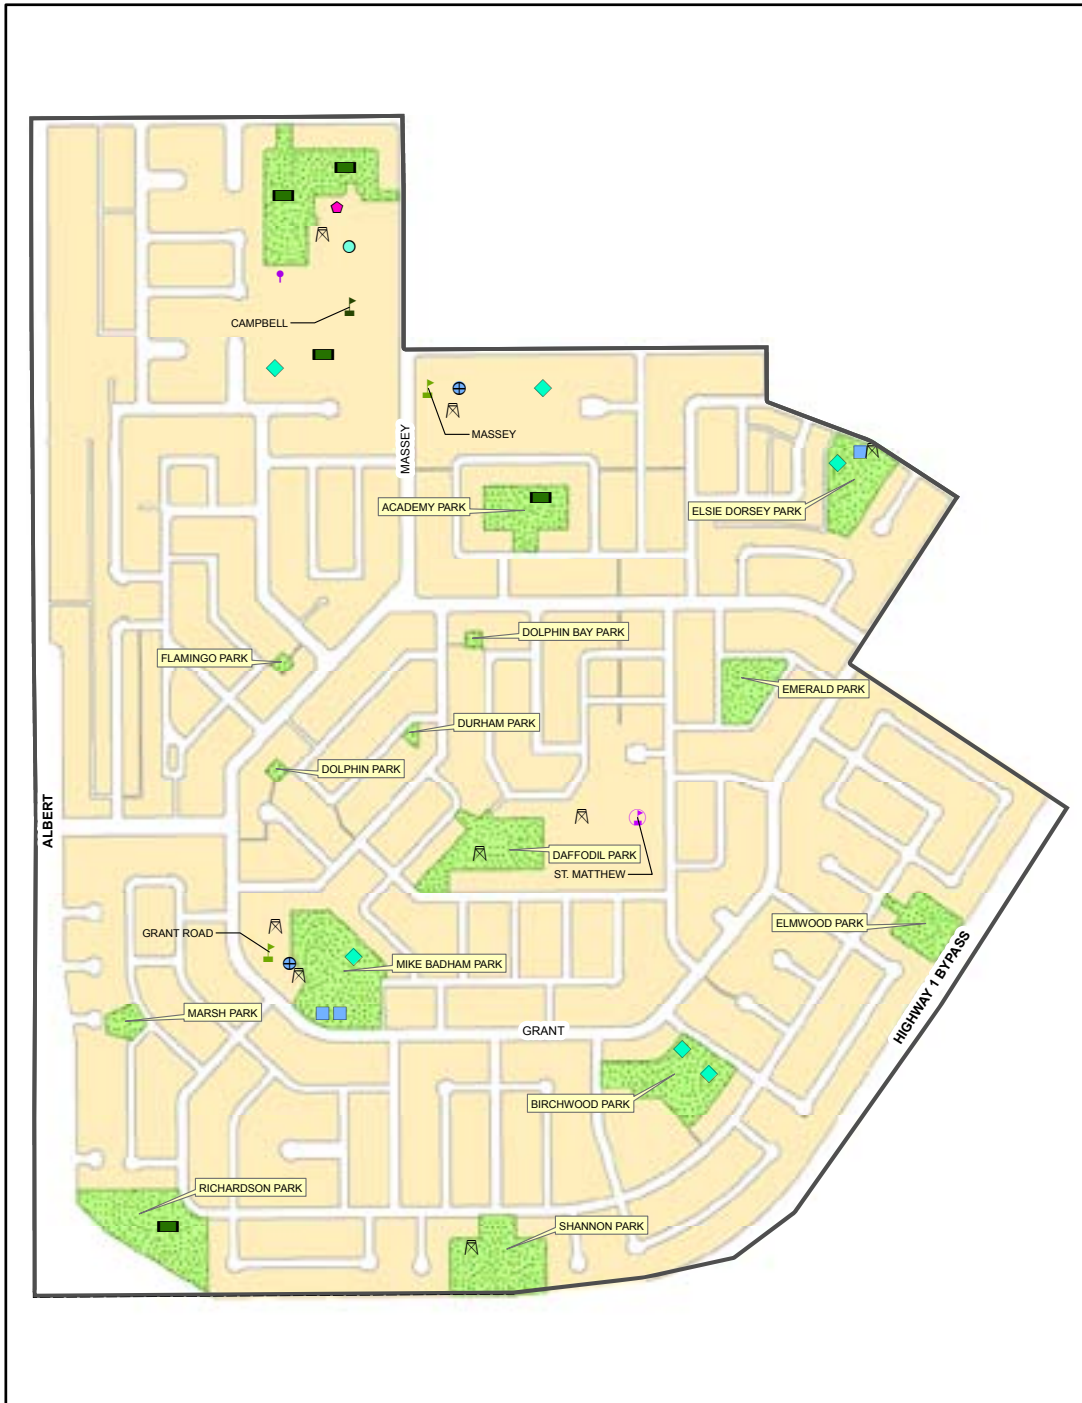 CAMPBELL
MASSEY
MASSEY
ACADEMY PARK
ELSIE DORSEY PARK
DOLPHIN BAY PARK
FLAMINGO PARK
EMERALD PARK
DURHAM PARK
DOLPHIN PARK
ALBERT
DAFFODIL PARK
ST. MATTHEW
ELMWOOD PARK
GRANT ROAD
MIKE BADHAM PARK
HIGHWAY 1 BYPASS
MARSH PARK
GRANT
BIRCHWOOD PARK
RICHARDSON PARK
SHANNON PARK